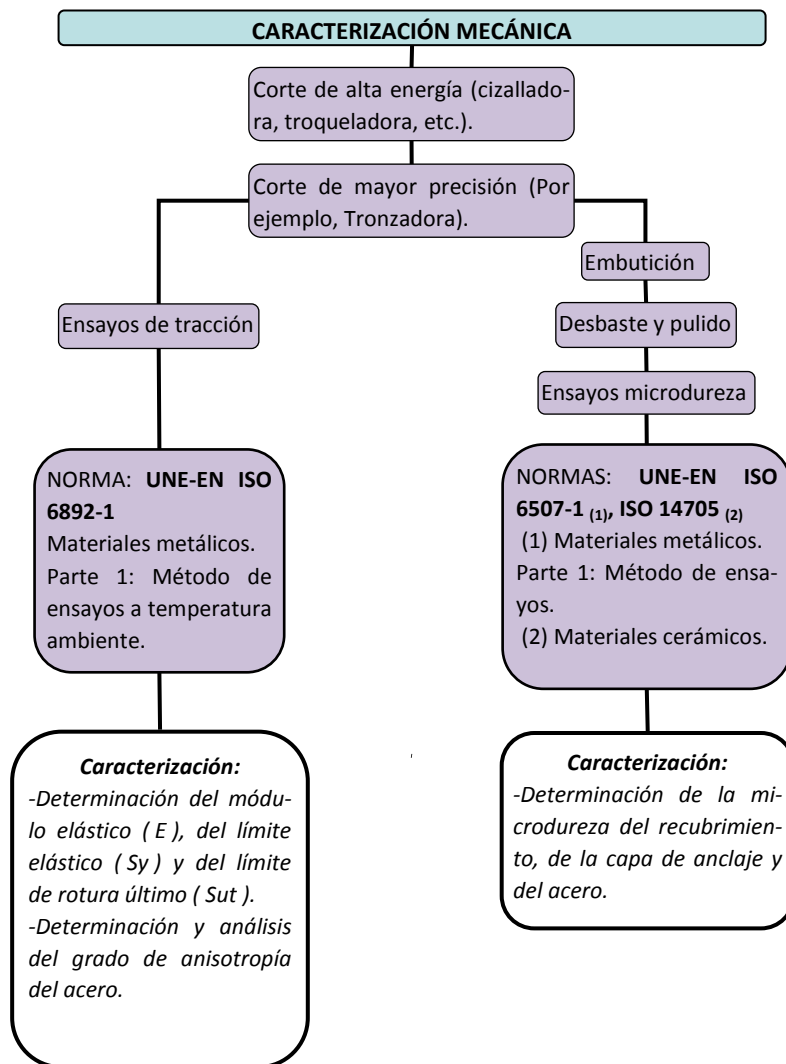 CARACTERIZACIÓN MECÁNICA
Corte de alta energía (cizallado-
ra, troqueladora, etc.).
Corte de mayor precisión (Por
ejemplo, Tronzadora).
Embutición
Ensayos de tracción
Desbaste y pulido
Ensayos microdureza
NORMA: UNE-EN ISO
6892-1
Materiales metálicos.
Parte 1: Método de
ensayos a temperatura
ambiente.
NORMAS: UNE-EN ISO
6507-1 (1), ISO 14705 (2)
(1) Materiales metálicos.
Parte 1: Método de ensa-
yos.
(2) Materiales cerámicos.
Caracterización:
-Determinación del módu-
lo elástico ( E ), del límite
elástico ( Sy ) y del límite
de rotura último ( Sut ).
-Determinación y análisis
del grado de anisotropía
del acero.
Caracterización:
-Determinación de la mi-
crodureza del recubrimien-
to, de la capa de anclaje y
del acero.